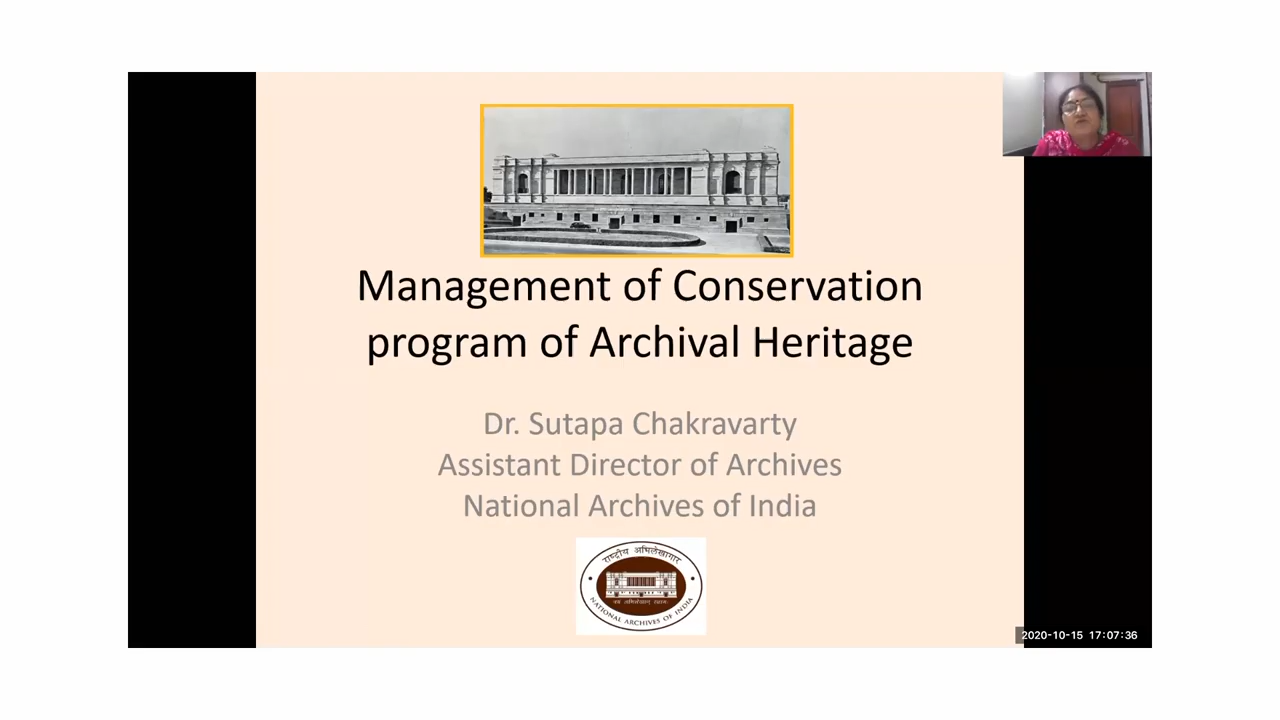 Management of Conservation
program of Archival Heritage
Dr. Sutapa Chakravarty
Assistant Director of Archives
National Archives of India
राष्ट्रीय अभिलेखागार
NATIONAL ARCHIVES OF INDIA
2020-10-15 17:07:36